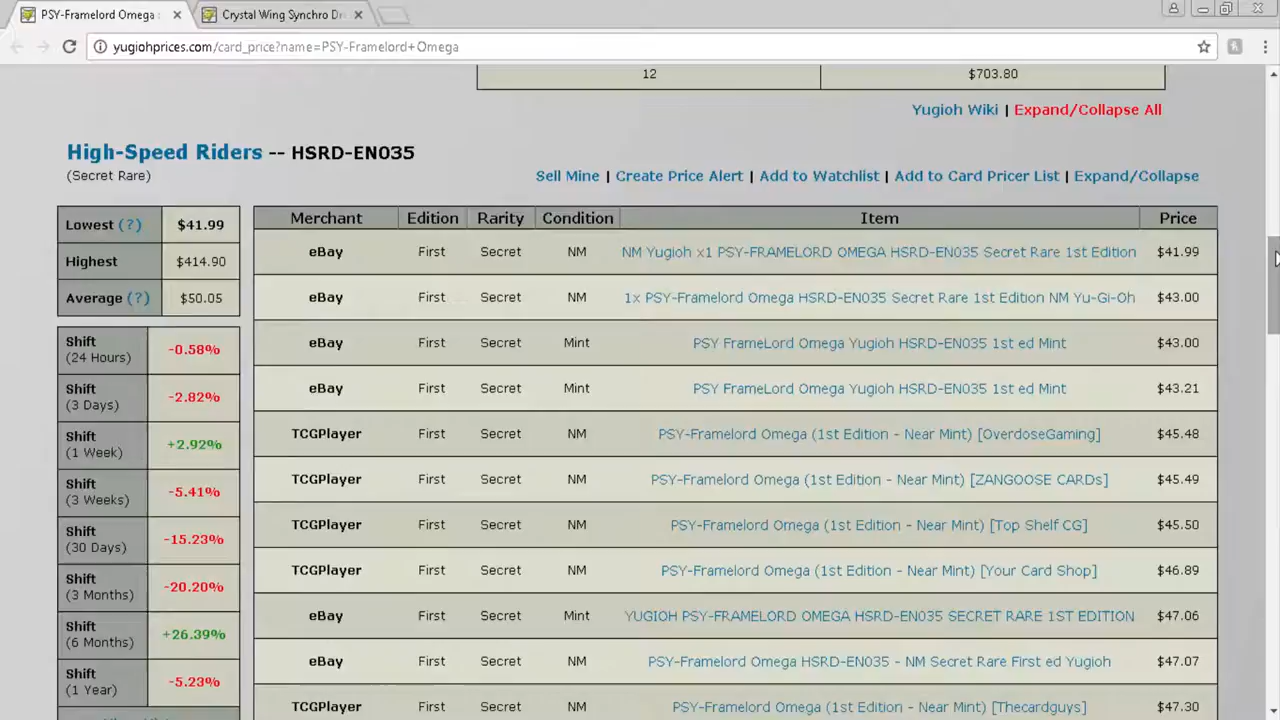 PSY-Framelord Omega :
Crystal Wing Synchro Dr
yugiohprices.com/card_price?name=PSY-Framelord+Omega
12 $703.80
Yugioh Wiki | Expand/Collapse All
High-Speed Riders -- HSRD-EN035
(Secret Rare)
Sell Mine | Create Price Alert | Add to Watchlist | Add to Card Pricer List | Expand/Collapse
Lowest (?) $41.99
Highest $414.90
Average (?) $50.05
Shift (24 Hours) -0.58%
Shift (3 Days) -2.82%
Shift (1 Week) +2.92%
Shift (3 Weeks) -5.41%
Shift (30 Days) -15.23%
Shift (3 Months) -20.20%
Shift (6 Months) +26.39%
Shift (1 Year) -5.23%
Merchant Edition Rarity Condition Item Price
eBay First Secret NM NM Yugioh x1 PSY-FRAMELORD OMEGA HSRD-EN035 Secret Rare 1st Edition $41.99
eBay First Secret NM 1x PSY-Framelord Omega HSRD-EN035 Secret Rare 1st Edition NM Yu-Gi-Oh $43.00
eBay First Secret Mint PSY FrameLord Omega Yugioh HSRD-EN035 1st ed Mint $43.00
eBay First Secret Mint PSY FrameLord Omega Yugioh HSRD-EN035 1st ed Mint $43.21
TCGPlayer First Secret NM PSY-Framelord Omega (1st Edition - Near Mint) [OverdoseGaming] $45.48
TCGPlayer First Secret NM PSY-Framelord Omega (1st Edition - Near Mint) [ZANGOOSE CARDs] $45.49
TCGPlayer First Secret NM PSY-Framelord Omega (1st Edition - Near Mint) [Top Shelf CG] $45.50
TCGPlayer First Secret NM PSY-Framelord Omega (1st Edition - Near Mint) [Your Card Shop] $46.89
eBay First Secret Mint YUGIOH PSY-FRAMELORD OMEGA HSRD-EN035 SECRET RARE 1ST EDITION $47.06
eBay First Secret NM PSY-Framelord Omega HSRD-EN035 - NM Secret Rare First ed Yugioh $47.07
TCGPlayer First Secret NM PSY-Framelord Omega (1st Edition - Near Mint) [Thecardguys] $47.30